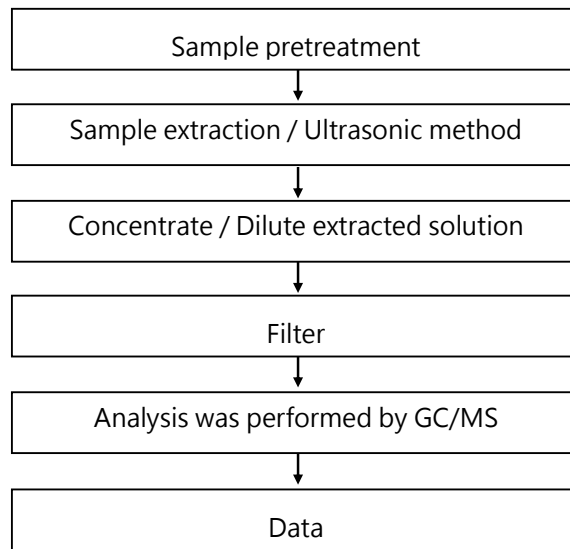 Sample pretreatment
Sample extraction / Ultrasonic method
Concentrate / Dilute extracted solution
Filter
Analysis was performed by GC/MS
Data